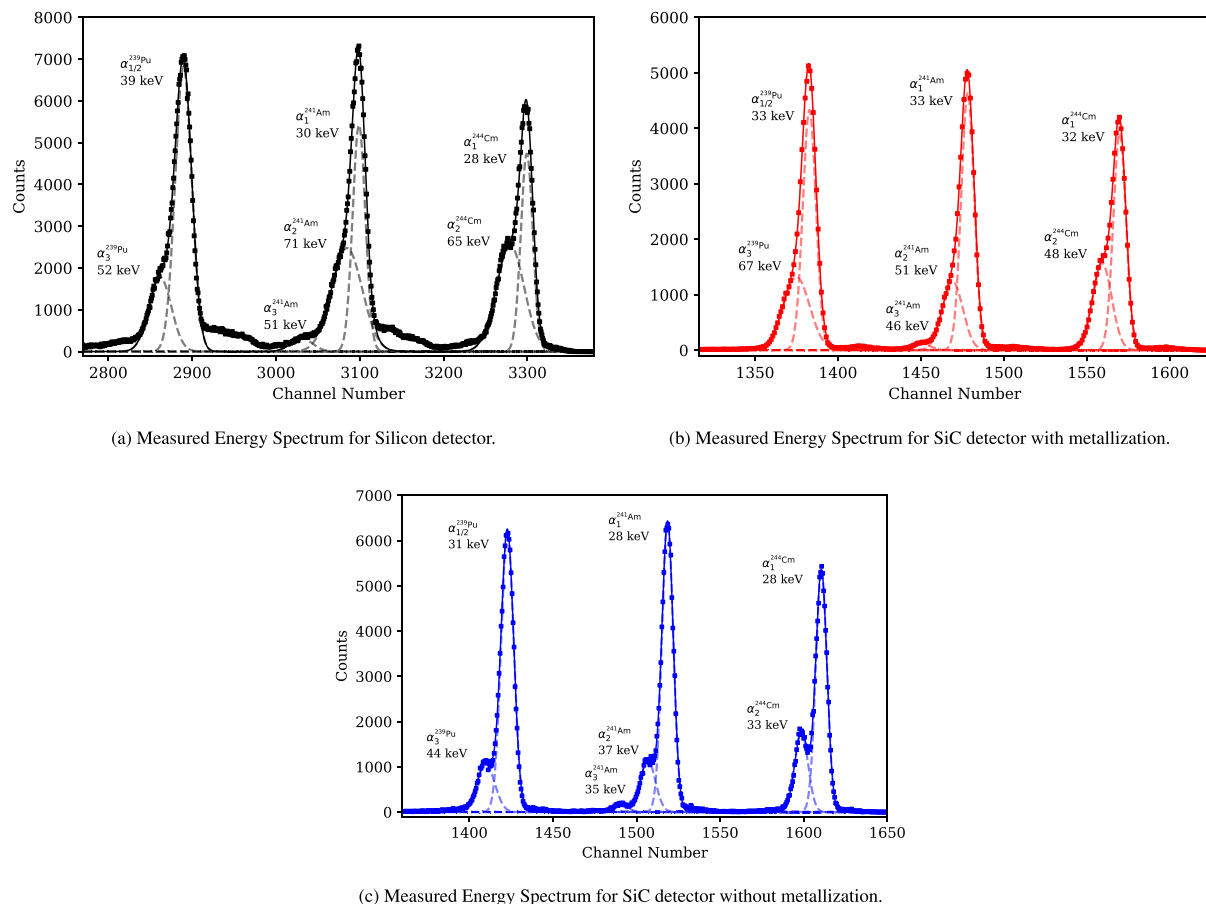 8000
7000
6000
5000
4000
3000
2000
1000
0
Counts
α₁/₂²³⁹Pu
39 keV
α₃²³⁹Pu
52 keV
α₁²⁴¹Am
30 keV
α₂²⁴¹Am
71 keV
α₃²⁴¹Am
51 keV
α₁²⁴⁴Cm
28 keV
α₂²⁴⁴Cm
65 keV
2800 2900 3000 3100 3200 3300
Channel Number
(a) Measured Energy Spectrum for Silicon detector.
6000
5000
4000
3000
2000
1000
0
Counts
α₁/₂²³⁹Pu
33 keV
α₃²³⁹Pu
67 keV
α₁²⁴¹Am
33 keV
α₂²⁴¹Am
51 keV
α₃²⁴¹Am
46 keV
α₁²⁴⁴Cm
32 keV
α₂²⁴⁴Cm
48 keV
1350 1400 1450 1500 1550 1600
Channel Number
(b) Measured Energy Spectrum for SiC detector with metallization.
7000
6000
5000
4000
3000
2000
1000
0
Counts
α₁/₂²³⁹Pu
31 keV
α₃²³⁹Pu
44 keV
α₁²⁴¹Am
28 keV
α₂²⁴¹Am
37 keV
α₃²⁴¹Am
35 keV
α₁²⁴⁴Cm
28 keV
α₂²⁴⁴Cm
33 keV
1400 1450 1500 1550 1600 1650
Channel Number
(c) Measured Energy Spectrum for SiC detector without metallization.